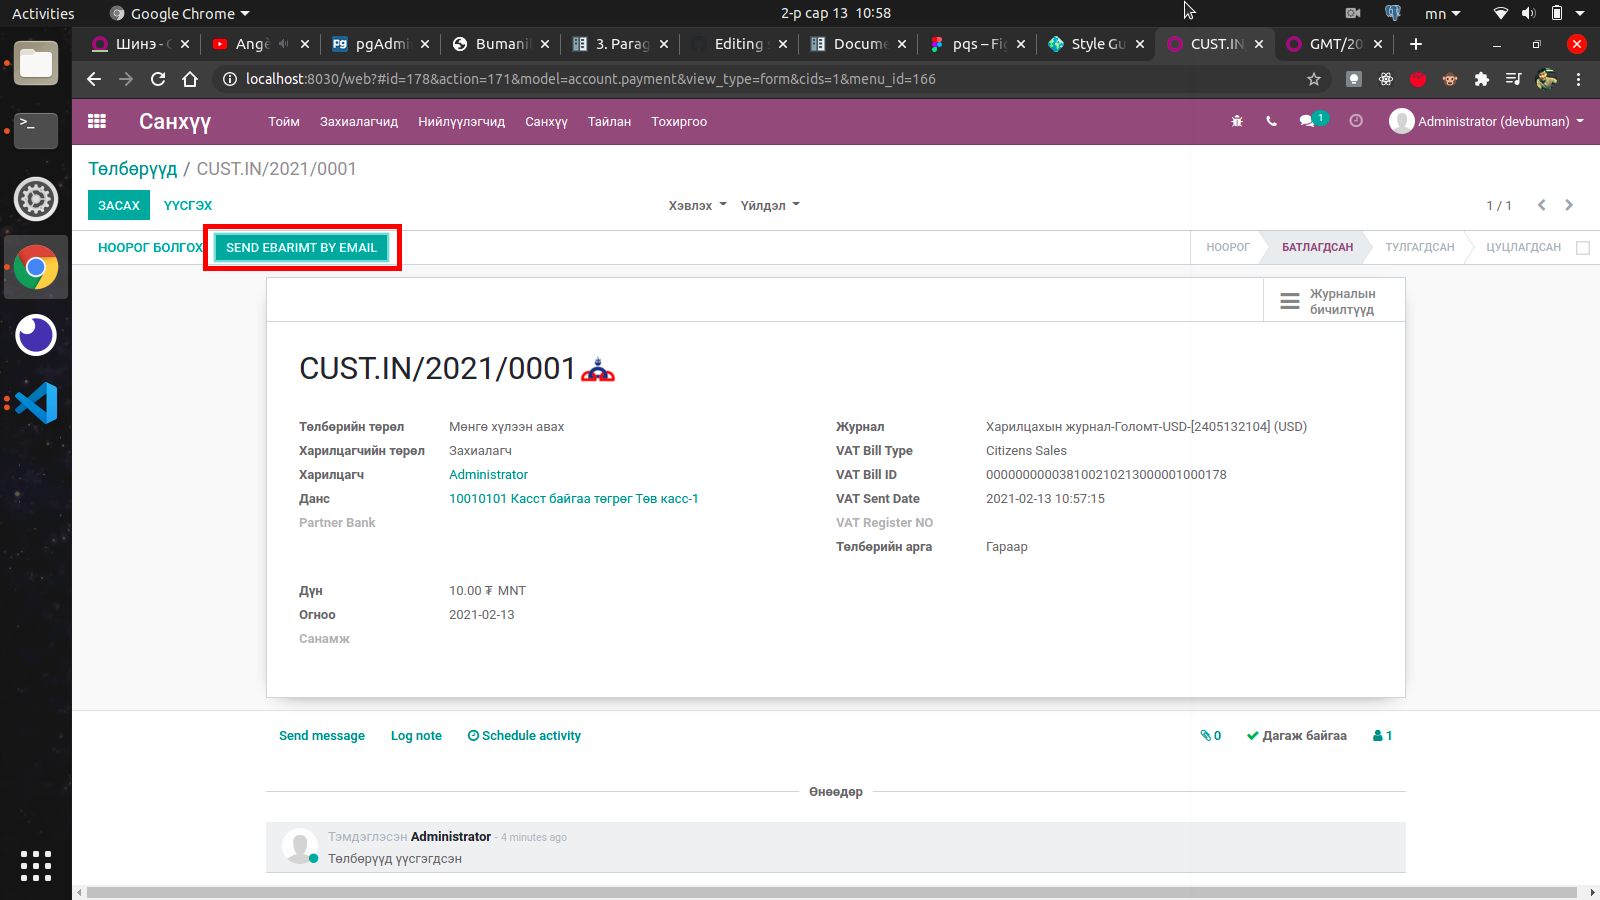 Activities Google Chrome 2-р сар 13 10:58 mn
Шинэ - Angè pgAdmi Bumanil 3. Parag Editing Docume pqs – Fig Style Gu CUST.IN GMT/20
localhost:8030/web?#id=178&action=171&model=account.payment&view_type=form&cids=1&menu_id=166
Санхүү Тойм Захиалагчид Нийлүүлэгчид Санхүү Тайлан Тохиргоо 1 Administrator (devbuman)
Төлбөрүүд / CUST.IN/2021/0001
ЗАСАХ ҮҮСГЭХ Хэвлэх Үйлдэл 1 / 1
НООРОГ БОЛГОХ SEND EBARIMT BY EMAIL НООРОГ БАТЛАГДСАН ТУЛГАГДСАН ЦУЦЛАГДСАН
Журналын
бичилтүүд
CUST.IN/2021/0001
Төлбөрийн төрөл Мөнгө хүлээн авах
Харилцагчийн төрөл Захиалагч
Харилцагч Administrator
Данс 10010101 Касст байгаа төгрөг Төв касс-1
Partner Bank
Журнал Харилцахын журнал-Голомт-USD-[2405132104] (USD)
VAT Bill Type Citizens Sales
VAT Bill ID 000000000038100210213000001000178
VAT Sent Date 2021-02-13 10:57:15
VAT Register NO
Төлбөрийн арга Гараар
Дүн 10.00 ₮ MNT
Огноо 2021-02-13
Санамж
Send message Log note Schedule activity 0 Дагаж байгаа 1
Өнөөдөр
Тэмдэглэсэн Administrator - 4 minutes ago
Төлбөрүүд үүсгэгдсэн